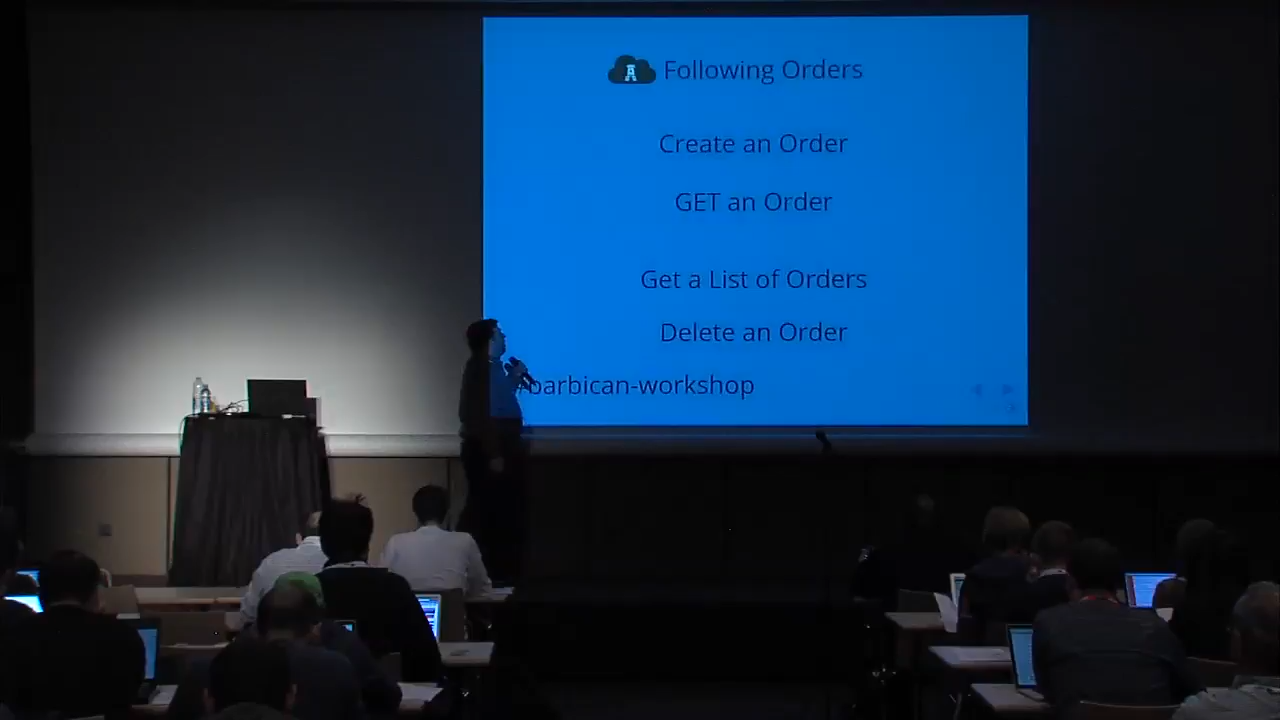 Following Orders
Create an Order
GET an Order
Get a List of Orders
Delete an Order
#barbican-workshop